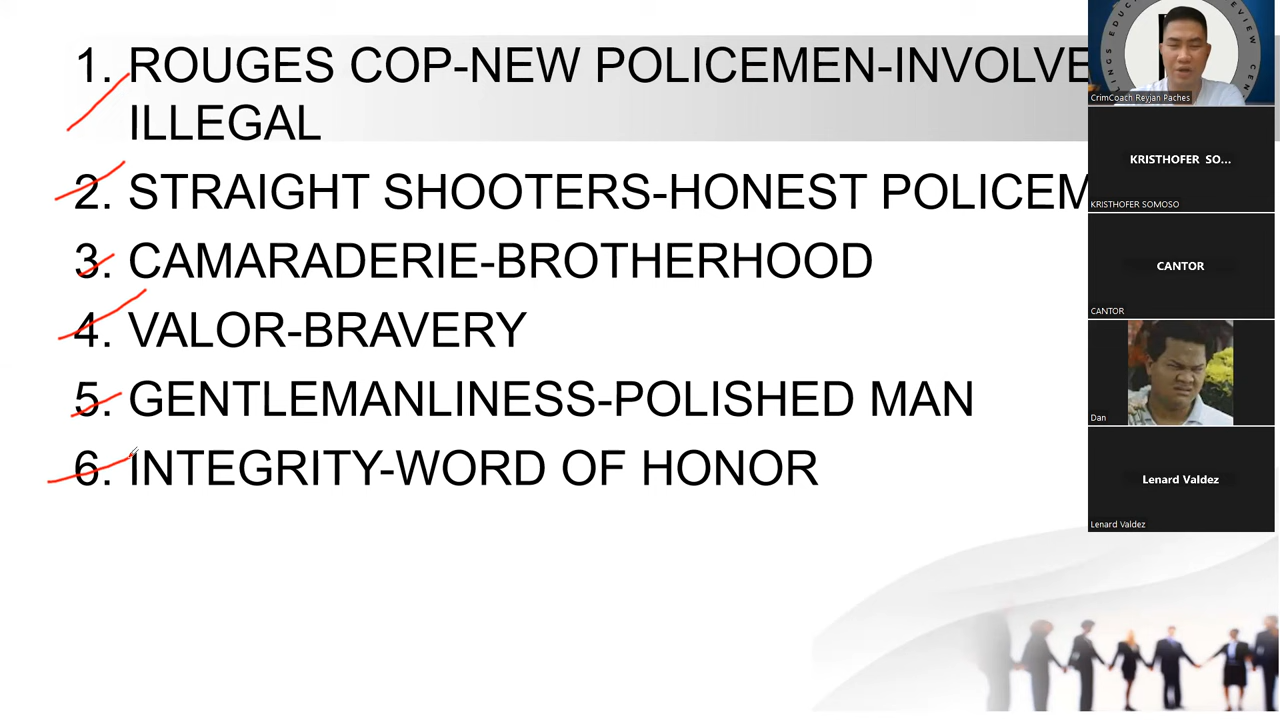 1. ROUGES COP-NEW POLICEMEN-INVOLVE
ILLEGAL
2. STRAIGHT SHOOTERS-HONEST POLICEM
3. CAMARADERIE-BROTHERHOOD
4. VALOR-BRAVERY
5. GENTLEMANLINESS-POLISHED MAN
6. INTEGRITY-WORD OF HONOR
CrimCoach Reyjan Paches
KRISTHOFER SO...
KRISTHOFER SOMOSO
CANTOR
CANTOR
Dan
Lenard Valdez
Lenard Valdez